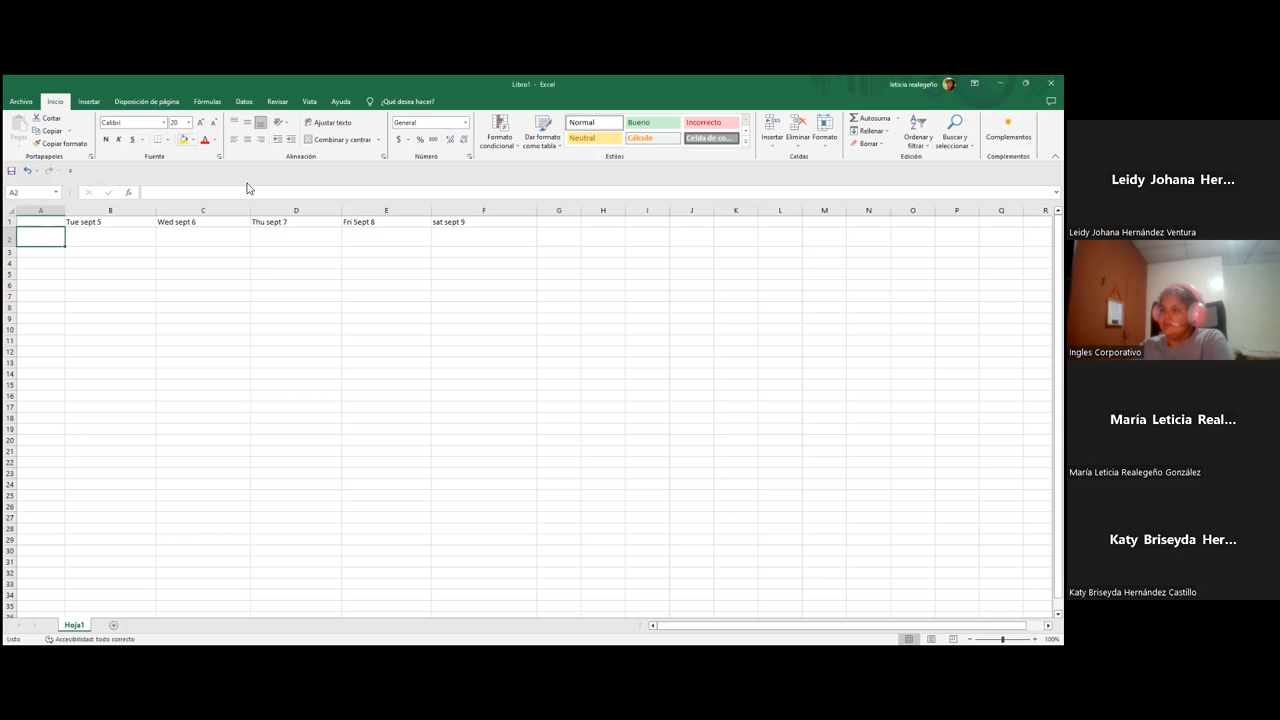 Libro1 - Excel
letixia realegeño
Archivo Inicio Insertar Disposición de página Fórmulas Datos Revisar Vista Ayuda ¿Qué desea hacer?
Pegar
Cortar
Copiar
Copiar formato
Portapapeles
Calibri 20 A A
N K S A
Fuente
Ajustar texto
Combinar y centrar
Alineación
General
$ % 000
Número
Formato condicional
Dar formato como tabla
Normal Bueno Incorrecto
Neutral Cálculo Celda de co...
Estilos
Insertar Eliminar Formato
Celdas
Autosuma
Rellenar
Borrar
Ordenar y filtrar
Buscar y seleccionar
Edición
Complementos
Complementos
A2 fx
A B C D E F G H I J K L M N O P Q R
1 Tue sept 5 Wed sept 6 Thu sept 7 Fri Sept 8 sat sept 9
2
3
4
5
6
7
8
9
10
11
12
13
14
15
16
17
18
19
20
21
22
23
24
25
26
27
28
29
30
31
32
33
34
35
Hoja1
Listo Accesibilidad: todo correcto 100%
Leidy Johana Her...
Leidy Johana Hernández Ventura
Ingles Corporativo
María Leticia Real...
María Leticia Realegeño González
Katy Briseyda Her...
Katy Briseyda Hernández Castillo